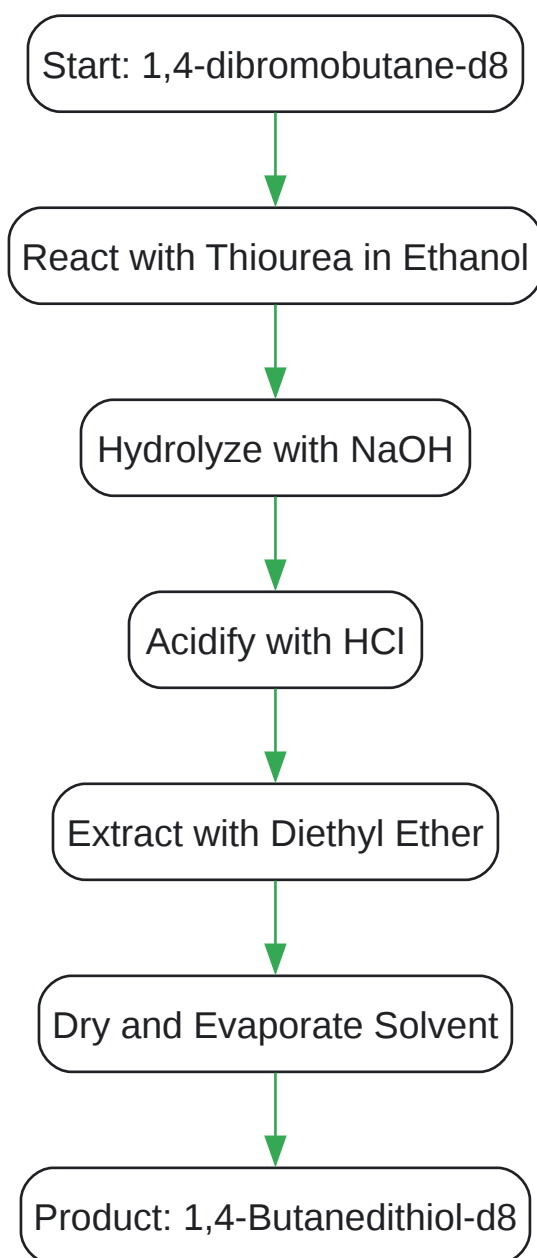 Start: 1,4-dibromobutane-d8
React with Thiourea in Ethanol
Hydrolyze with NaOH
Acidify with HCl
Extract with Diethyl Ether
Dry and Evaporate Solvent
Product: 1,4-Butanedithiol-d8